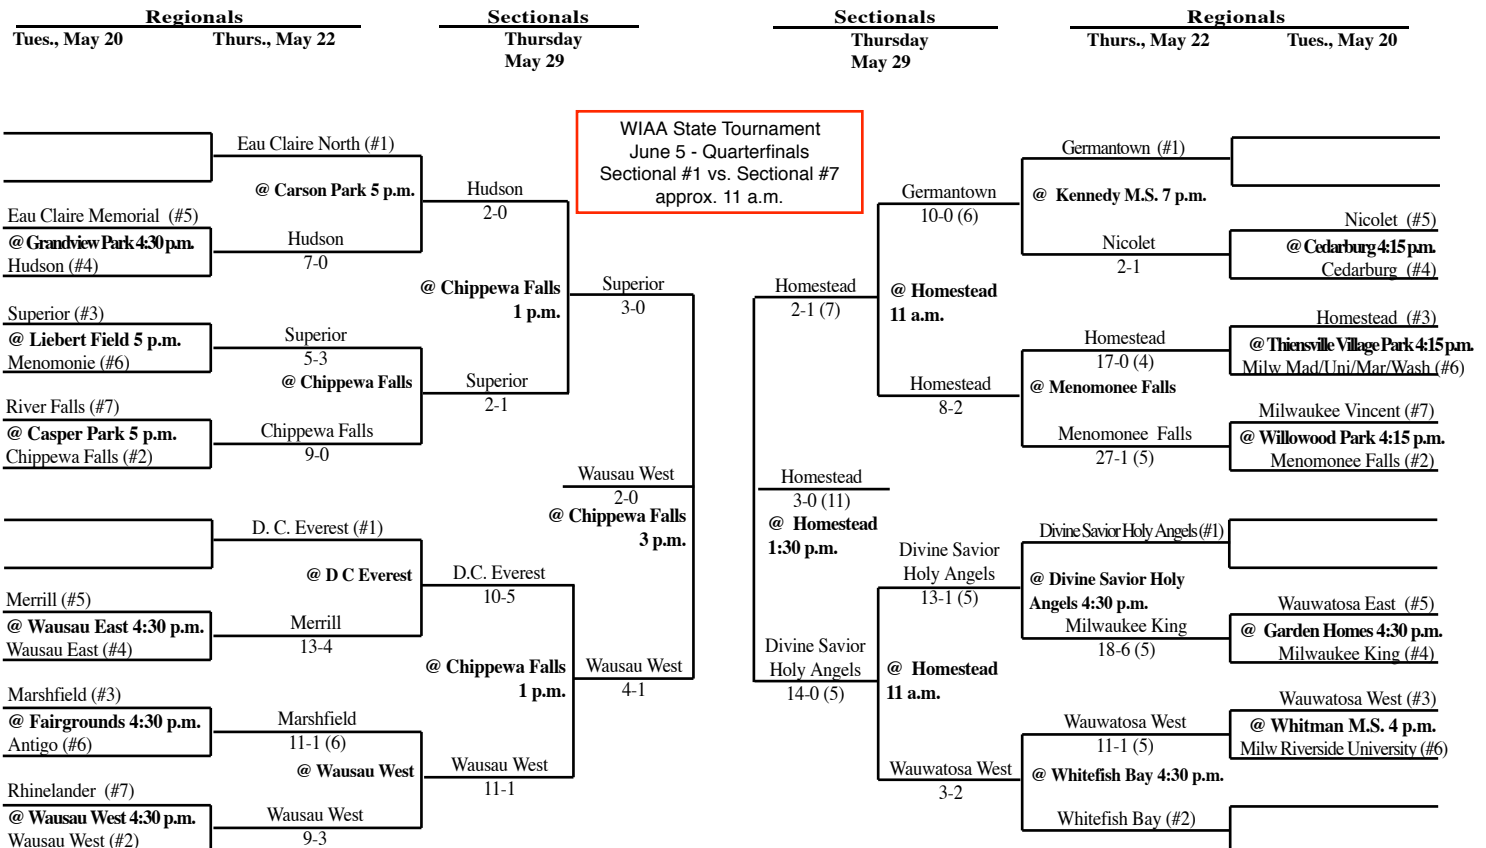 Regionals
Sectionals
Sectionals
Regionals
Tues., May 20
Thurs., May 22
Thursday
May 29
Thursday
May 29
Thurs., May 22
Tues., May 20
WIAA State Tournament
June 5 - Quarterfinals
Sectional #1 vs. Sectional #7
approx. 11 a.m.
Eau Claire North (#1)
@ Carson Park 5 p.m.
Eau Claire Memorial (#5)
@ Grandview Park 4:30 p.m.
Hudson (#4)
Hudson
7-0
Hudson
2-0
Superior (#3)
@ Liebert Field 5 p.m.
Menomonie (#6)
Superior
5-3
@ Chippewa Falls
River Falls (#7)
@ Casper Park 5 p.m.
Chippewa Falls (#2)
Chippewa Falls
9-0
Superior
2-1
@ Chippewa Falls
1 p.m.
Superior
3-0
Wausau West
2-0
@ Chippewa Falls
3 p.m.
D. C. Everest (#1)
@ D C Everest
Merrill (#5)
@ Wausau East 4:30 p.m.
Wausau East (#4)
Merrill
13-4
D.C. Everest
10-5
Marshfield (#3)
@ Fairgrounds 4:30 p.m.
Antigo (#6)
Marshfield
11-1 (6)
@ Wausau West
Rhinelander (#7)
@ Wausau West 4:30 p.m.
Wausau West (#2)
Wausau West
9-3
Wausau West
11-1
@ Chippewa Falls
1 p.m.
Wausau West
4-1
Germantown (#1)
@ Kennedy M.S. 7 p.m.
Nicolet (#5)
@ Cedarburg 4:15 p.m.
Cedarburg (#4)
Nicolet
2-1
Germantown
10-0 (6)
Homestead (#3)
@ Thiensville Village Park 4:15 p.m.
Milw Mad/Uni/Mar/Wash (#6)
Homestead
17-0 (4)
@ Menomonee Falls
Milwaukee Vincent (#7)
@ Willowood Park 4:15 p.m.
Menomonee Falls (#2)
Menomonee Falls
27-1 (5)
Homestead
8-2
@ Homestead
11 a.m.
Homestead
2-1 (7)
Homestead
3-0 (11)
@ Homestead
1:30 p.m.
Divine Savior Holy Angels (#1)
@ Divine Savior Holy
Angels 4:30 p.m.
Wauwatosa East (#5)
@ Garden Homes 4:30 p.m.
Milwaukee King (#4)
Milwaukee King
18-6 (5)
Divine Savior
Holy Angels
13-1 (5)
Wauwatosa West (#3)
@ Whitman M.S. 4 p.m.
Milw Riverside University (#6)
Wauwatosa West
11-1 (5)
@ Whitefish Bay 4:30 p.m.
Whitefish Bay (#2)
Wauwatosa West
3-2
@ Homestead
11 a.m.
Divine Savior
Holy Angels
14-0 (5)